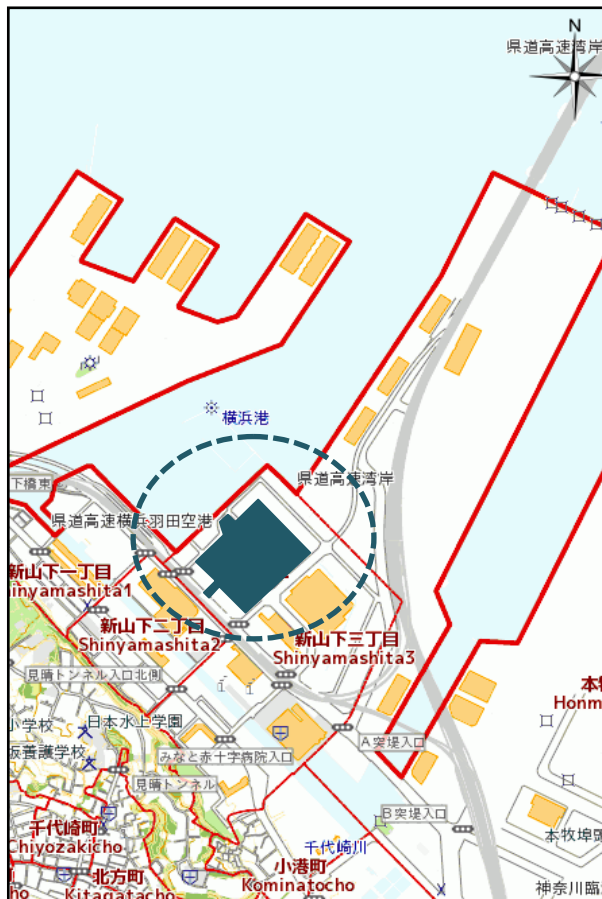 N
県道高速湾岸
横浜港
県道高速湾岸
下橋東
県道高速横浜羽田空港
新山下一丁目
hinyamashita1
新山下二丁目
Shinyamashita2
新山下三丁目
Shinyamashita3
見晴トンネル入口北側
小学校
日本水上学園
坂養護学校
みなと赤十字病院入口
A突堤入口
見晴トンネル
B突堤入口
本牧
Honm
千代崎町
Chiyozakicho
千代崎川
本牧埠頭
北方町
Kitagatacho
ho
小港町
Kominatocho
神奈川臨